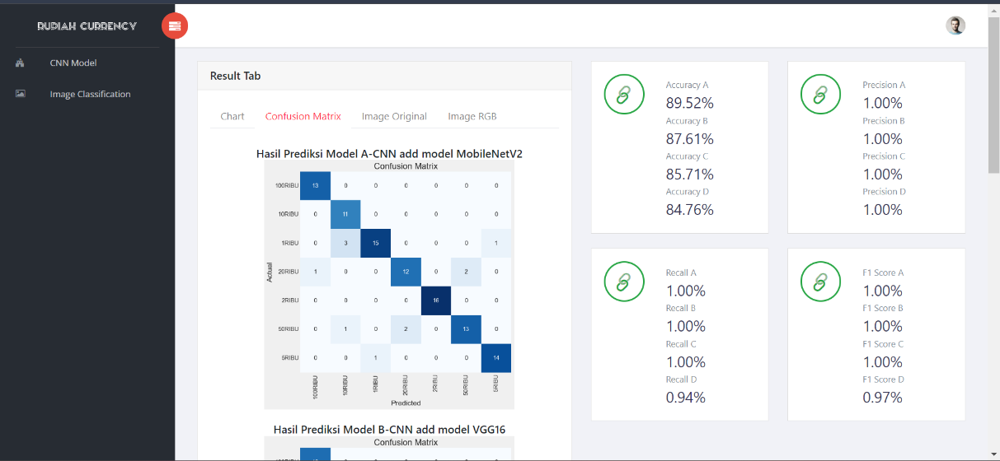 RUPIAH CURRENCY
CNN Model
Image Classification
Result Tab
Chart Confusion Matrix Image Original Image RGB
Hasil Prediksi Model A-CNN add model MobileNetV2
Confusion Matrix
100RIBU 13 0 0 0 0 0 0
10RIBU 0 11 0 0 0 0 0
1RIBU 0 3 15 0 0 0 1
20RIBU 1 0 0 12 0 2 0
2RIBU 0 0 0 0 16 0 0
50RIBU 0 1 0 2 0 13 0
5RIBU 0 0 1 0 0 0 14
Actual
100RIBU 10RIBU 1RIBU 20RIBU 2RIBU 50RIBU 5RIBU
Predicted
Hasil Prediksi Model B-CNN add model VGG16
Confusion Matrix
Accuracy A
89.52%
Accuracy B
87.61%
Accuracy C
85.71%
Accuracy D
84.76%
Precision A
1.00%
Precision B
1.00%
Precision C
1.00%
Precision D
1.00%
Recall A
1.00%
Recall B
1.00%
Recall C
1.00%
Recall D
0.94%
F1 Score A
1.00%
F1 Score B
1.00%
F1 Score C
1.00%
F1 Score D
0.97%